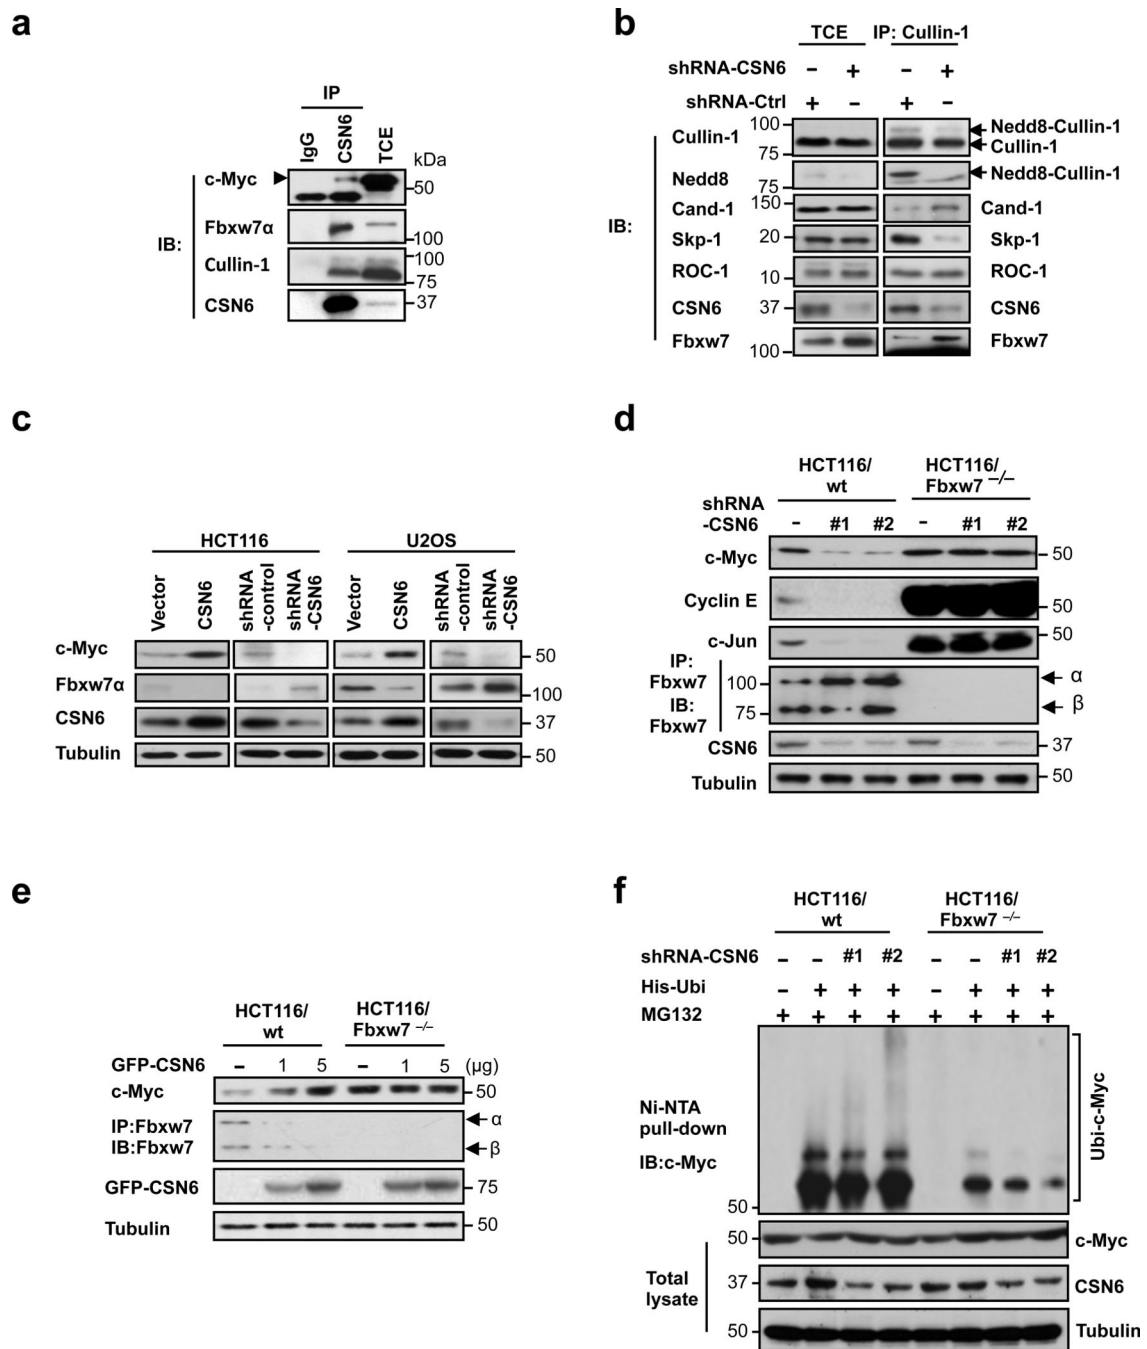 a
IP
IgG
CSN6
TCE
kDa
IB:
c-Myc
50
Fbxw7α
100
Cullin-1
100
75
CSN6
37
b
TCE IP: Cullin-1
shRNA-CSN6 – + – +
shRNA-Ctrl + – + –
IB:
Cullin-1 100 Nedd8-Cullin-1
75 Cullin-1
Nedd8 75 Nedd8-Cullin-1
Cand-1 150 Cand-1
Skp-1 20 Skp-1
ROC-1 10 ROC-1
CSN6 37 CSN6
Fbxw7 100 Fbxw7
c
HCT116 U2OS
Vector
CSN6
shRNA
-control
shRNA
-CSN6
Vector
CSN6
shRNA
-control
shRNA
-CSN6
c-Myc 50
Fbxw7α 100
CSN6 37
Tubulin 50
d
HCT116/
wt
HCT116/
Fbxw7 –/–
shRNA
-CSN6 – #1 #2 – #1 #2
c-Myc 50
Cyclin E 50
c-Jun 50
IP:
Fbxw7 100 α
IB:
Fbxw7 75 β
CSN6 37
Tubulin 50
e
HCT116/
wt
HCT116/
Fbxw7 –/–
GFP-CSN6 – 1 5 – 1 5 (μg)
c-Myc 50
IP:Fbxw7 α
IB:Fbxw7 β
GFP-CSN6 75
Tubulin 50
f
HCT116/
wt
HCT116/
Fbxw7 –/–
shRNA-CSN6 – – #1 #2 – – #1 #2
His-Ubi – + + + – + + +
MG132 + + + + + + + +
Ni-NTA
pull-down
IB:c-Myc
50
Ubi-c-Myc
Total
lysate
50 c-Myc
37 CSN6
50 Tubulin